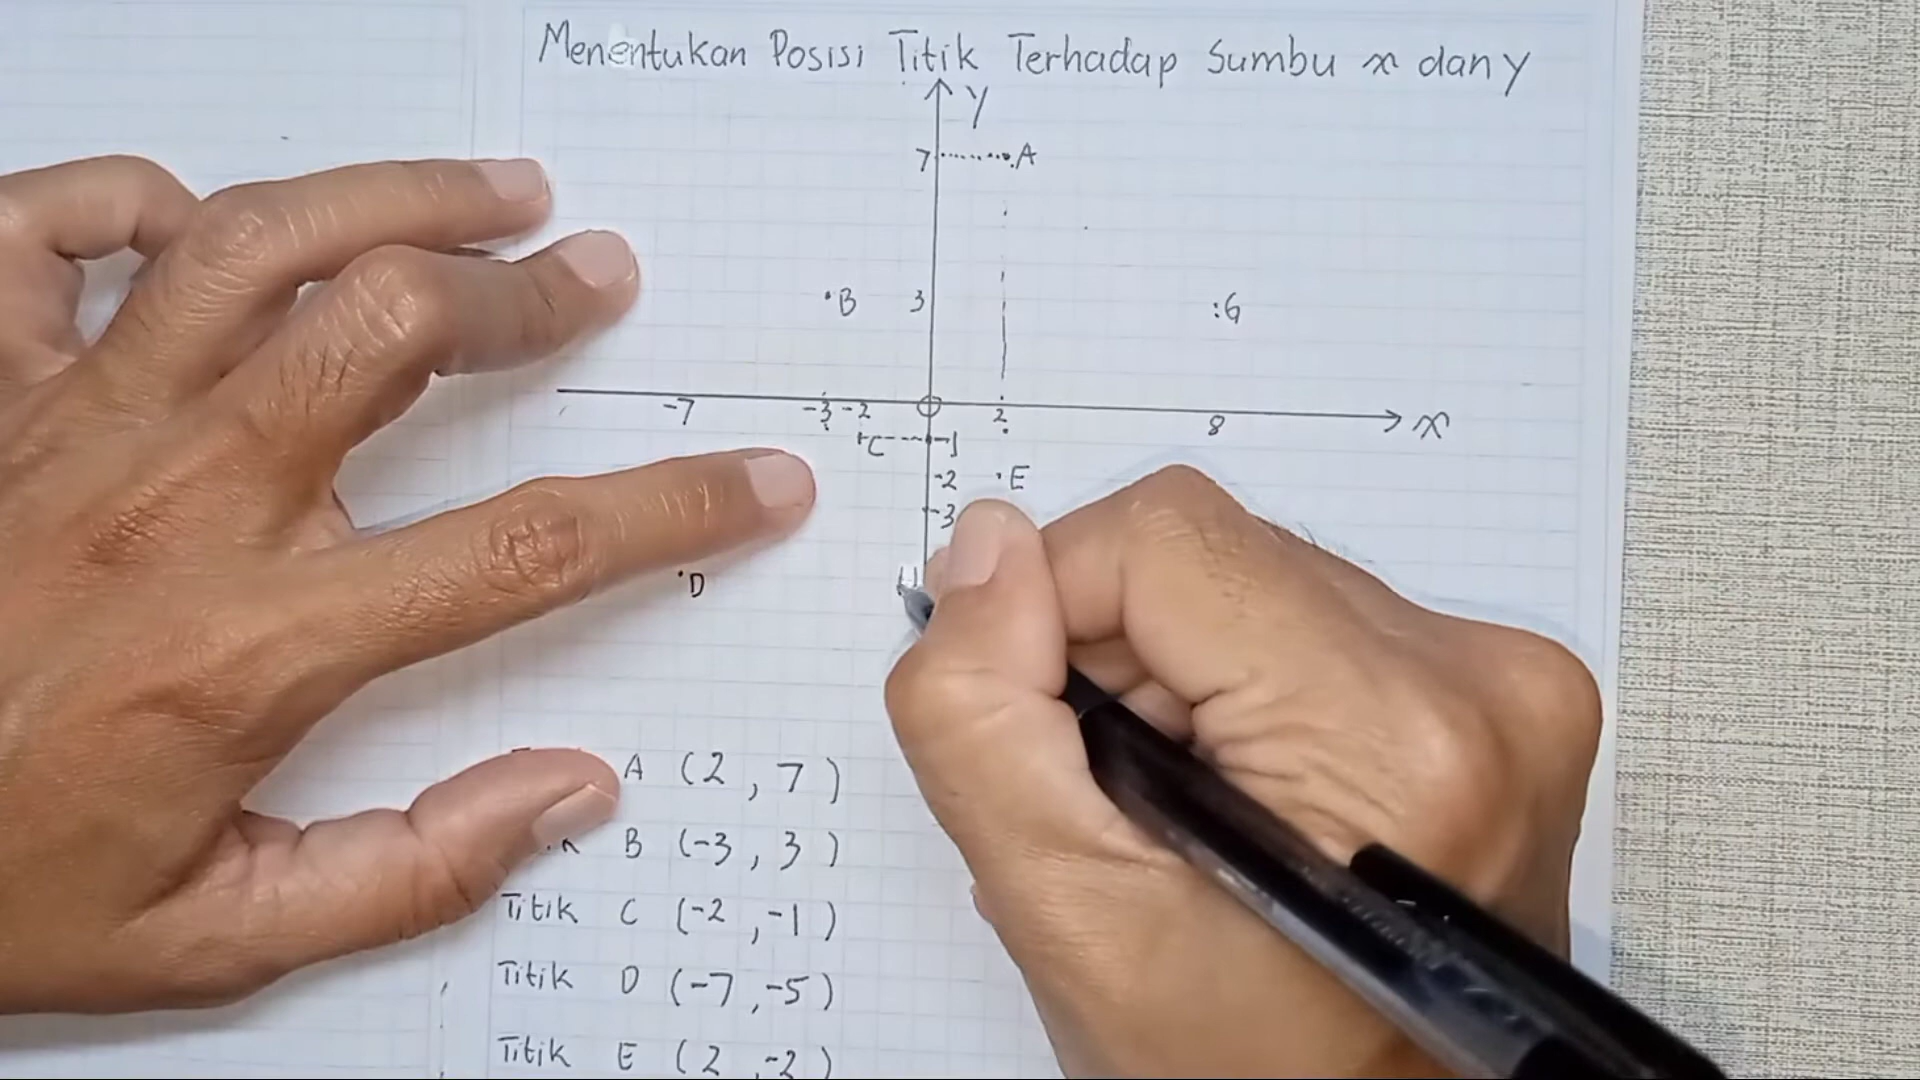 Menentukan Posisi Titik Terhadap Sumbu x dan y
Y
7 A
B 3 G
-7 -3 -2 2 8 x
C -1
-2 E
-3
D
A (2 , 7)
B (-3 , 3)
Titik C (-2 , -1)
Titik D (-7 , -5)
Titik E (2 , -2)